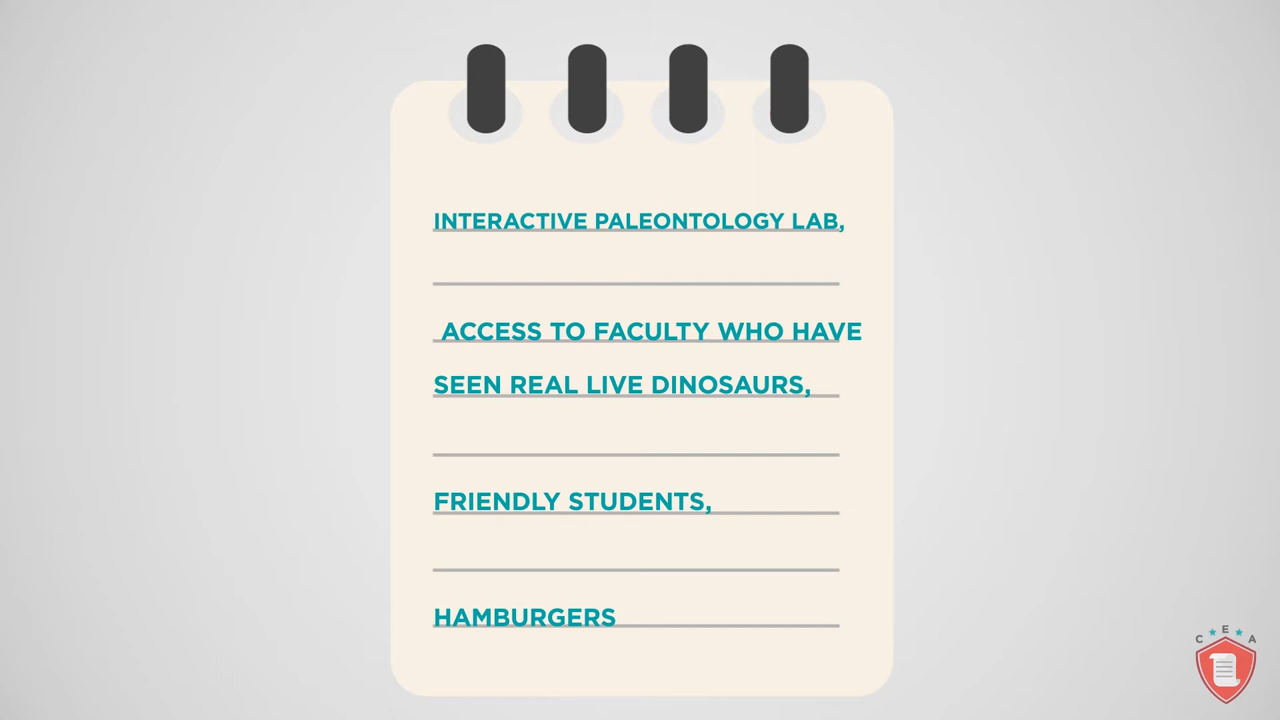 INTERACTIVE PALEONTOLOGY LAB,
ACCESS TO FACULTY WHO HAVE
SEEN REAL LIVE DINOSAURS,
FRIENDLY STUDENTS,
HAMBURGERS
C E A